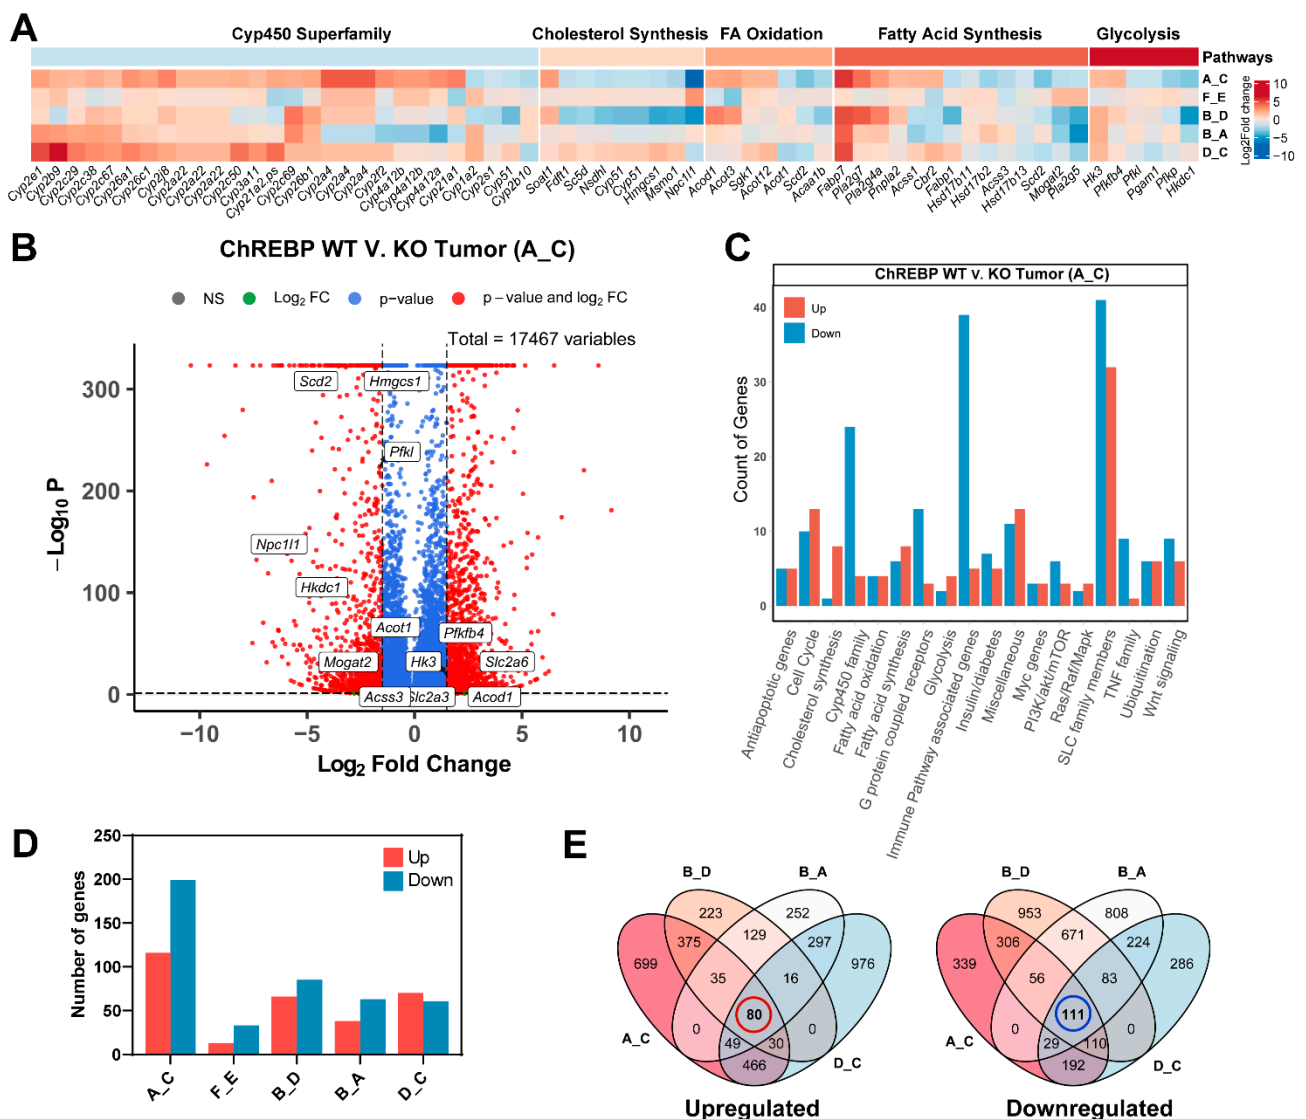 A
Cyp450 Superfamily
Cholesterol Synthesis
FA Oxidation
Fatty Acid Synthesis
Glycolysis
Pathways
A_C
F_E
B_D
B_A
D_C
Log2Fold change
10
5
0
−5
−10
Cyp2e1
Cyp2b9
Cyp2c29
Cyp2c38
Cyp2c67
Cyp26a1
Cyp26c1
Cyp2j8
Cyp2a22
Cyp2a22
Cyp2a22
Cyp2c50
Cyp3a11
Cyp21a2.ps
Cyp2c69
Cyp26b1
Cyp2a4
Cyp2a4
Cyp2a4
Cyp2f2
Cyp4a12b
Cyp4a12b
Cyp4a12a
Cyp21a1
Cyp1a2
Cyp2s1
Cyp51
Cyp2b10
Soat1
Fdft1
Sc5d
Nsdhl
Cyp51
Cyp51
Hmgcs1
Msmo1
Npc1l1
Acod1
Acot3
Sgk1
Acot12
Acot1
Scd2
Acaa1b
Fabp7
Pla2g7
Pla2g4a
Pnpla2
Acss1
Cbr2
Fabp1
Hsd17b11
Hsd17b2
Acss3
Hsd17b13
Scd2
Mogat2
Pla2g5
Hk3
Pfkfb4
Pfkl
Pgam1
Pfkp
Hkdc1
B
ChREBP WT V. KO Tumor (A_C)
NS
Log2 FC
p−value
p − value and log2 FC
Total = 17467 variables
−Log10 P
300
200
100
0
Scd2
Hmgcs1
Pfkl
Npc1l1
Hkdc1
Acot1
Pfkfb4
Mogat2
Hk3
Slc2a6
Acss3
Slc2a3
Acod1
−10
−5
0
5
10
Log2 Fold Change
C
ChREBP WT V. KO Tumor (A_C)
Up
Down
Count of Genes
40
30
20
10
0
Antiapoptotic genes
Cell Cycle
Cholesterol synthesis
Cyp450 family
Fatty acid oxidation
Fatty acid synthesis
G protein coupled receptors
Glycolysis
Immune Pathway associated genes
Insulin/diabetes
Miscellaneous
Myc genes
PI3K/akt/mTOR
Ras/Raf/Mapk
SLC family members
TNF family
Ubiquitination
Wnt signaling
D
Number of genes
250
200
150
100
50
0
Up
Down
A_C
F_E
B_D
B_A
D_C
E
B_D
B_A
223
252
129
375
297
699
976
35
16
80
0
0
49
30
466
A_C
D_C
Upregulated
B_D
B_A
953
808
671
306
224
339
286
56
83
111
0
0
29
110
192
A_C
D_C
Downregulated